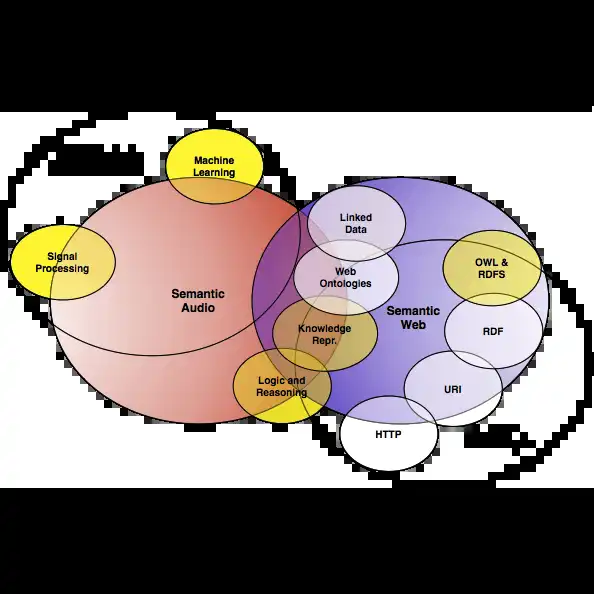 Machine
Learning
Linked
Data
Signal
Processing
Web
Ontologies
OWL &
RDFS
Semantic
Audio
Semantic
Web
Knowledge
Repr.
RDF
Logic and
Reasoning
URI
HTTP